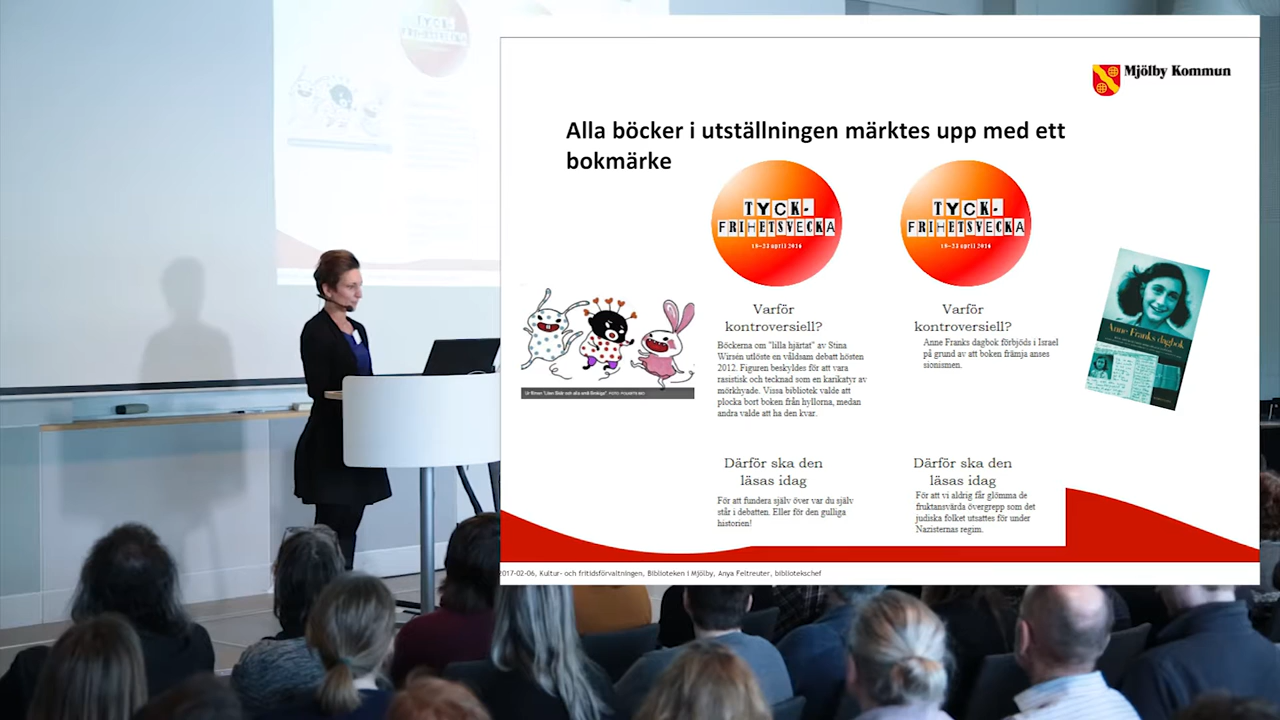 Mjölby Kommun
Alla böcker i utställningen märktes upp med ett
bokmärke
TYCK-
FRIHETSVECKA
18–23 april 2016
Varför
kontroversiell?
Böckerna om "lilla hjärtat" av Stina
Wirsén utlöste en våldsam debatt hösten
2012. Figuren beskyldes för att vara
rasistisk och tecknad som en karikatyr av
mörkhyade. Vissa bibliotek valde att
plocka bort boken från hyllorna, medan
andra valde att ha den kvar.
Därför ska den
läsas idag
För att fundera själv över var du själv
står i debatten. Eller för den gulliga
historien!
TYCK-
FRIHETSVECKA
18–23 april 2016
Varför
kontroversiell?
Anne Franks dagbok förbjöds i Israel
på grund av att boken främja anses
sionismen.
Därför ska den
läsas idag
För att vi aldrig får glömma de
fruktansvärda övergrepp som det
judiska folket utsattes för under
Nazisternas regim.
Anne Franks dagbok
2017-02-06, Kultur- och fritidsförvaltningen, Biblioteken i Mjölby, Anya Feltreuter, bibliotekschef
TYCK-
FRIHETSVECKA